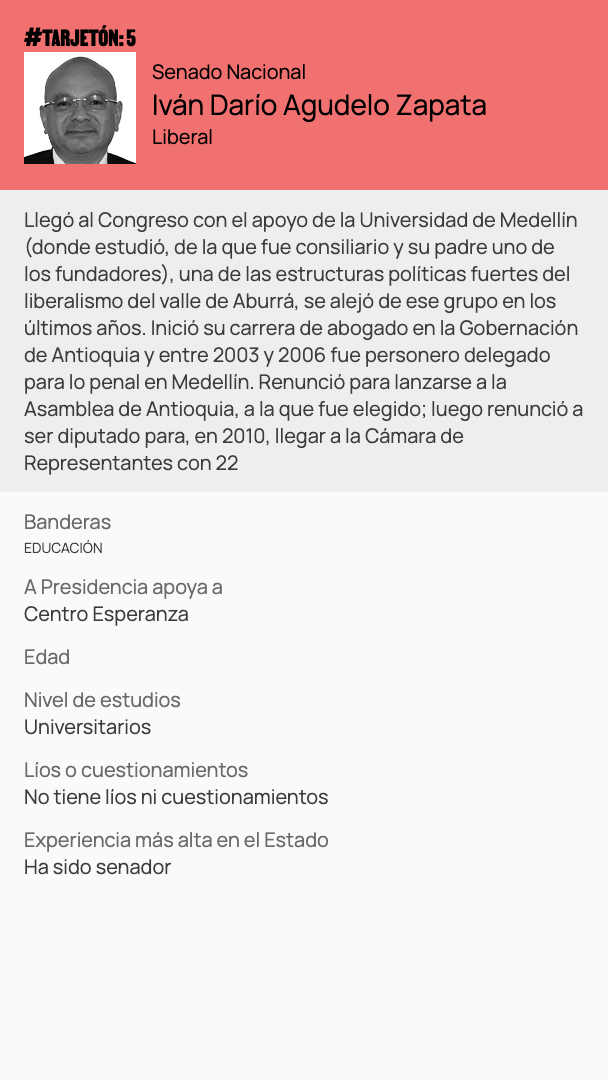 #TARJETÓN: 5
Senado Nacional
Iván Darío Agudelo Zapata
Liberal
Llegó al Congreso con el apoyo de la Universidad de Medellín
(donde estudió, de la que fue consiliario y su padre uno de
los fundadores), una de las estructuras políticas fuertes del
liberalismo del valle de Aburrá, se alejó de ese grupo en los
últimos años. Inició su carrera de abogado en la Gobernación
de Antioquia y entre 2003 y 2006 fue personero delegado
para lo penal en Medellín. Renunció para lanzarse a la
Asamblea de Antioquia, a la que fue elegido; luego renunció a
ser diputado para, en 2010, llegar a la Cámara de
Representantes con 22
Banderas
EDUCACIÓN
A Presidencia apoya a
Centro Esperanza
Edad
Nivel de estudios
Universitarios
Líos o cuestionamientos
No tiene líos ni cuestionamientos
Experiencia más alta en el Estado
Ha sido senador